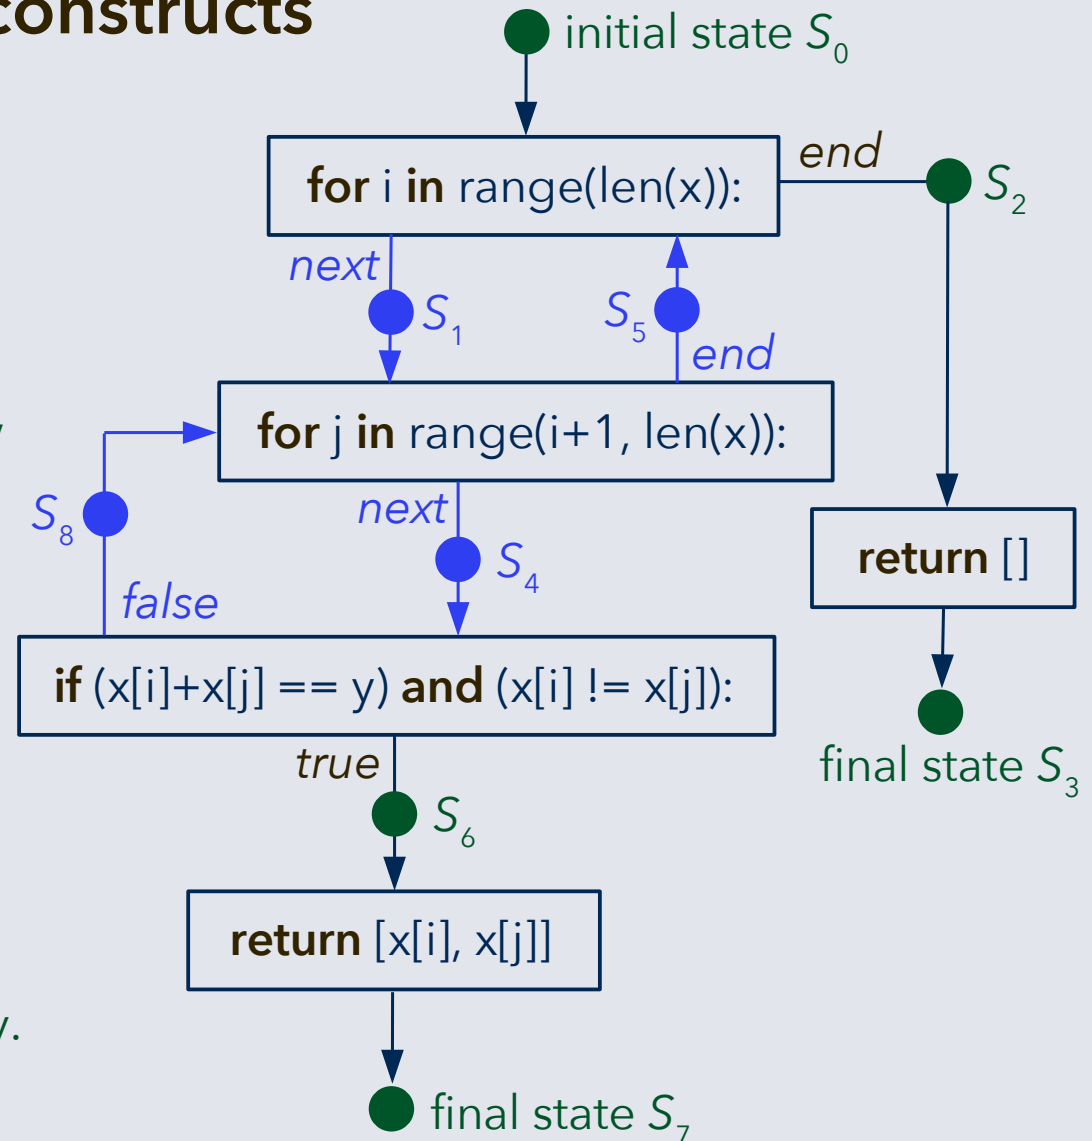 constructs
initial state S₀
for i in range(len(x)):
end
S₂
next
S₁
S₅
end
for j in range(i+1, len(x)):
S₈
next
S₄
false
return []
if (x[i]+x[j] == y) and (x[i] != x[j]):
true
final state S₃
S₆
return [x[i], x[j]]
y.
final state S₇